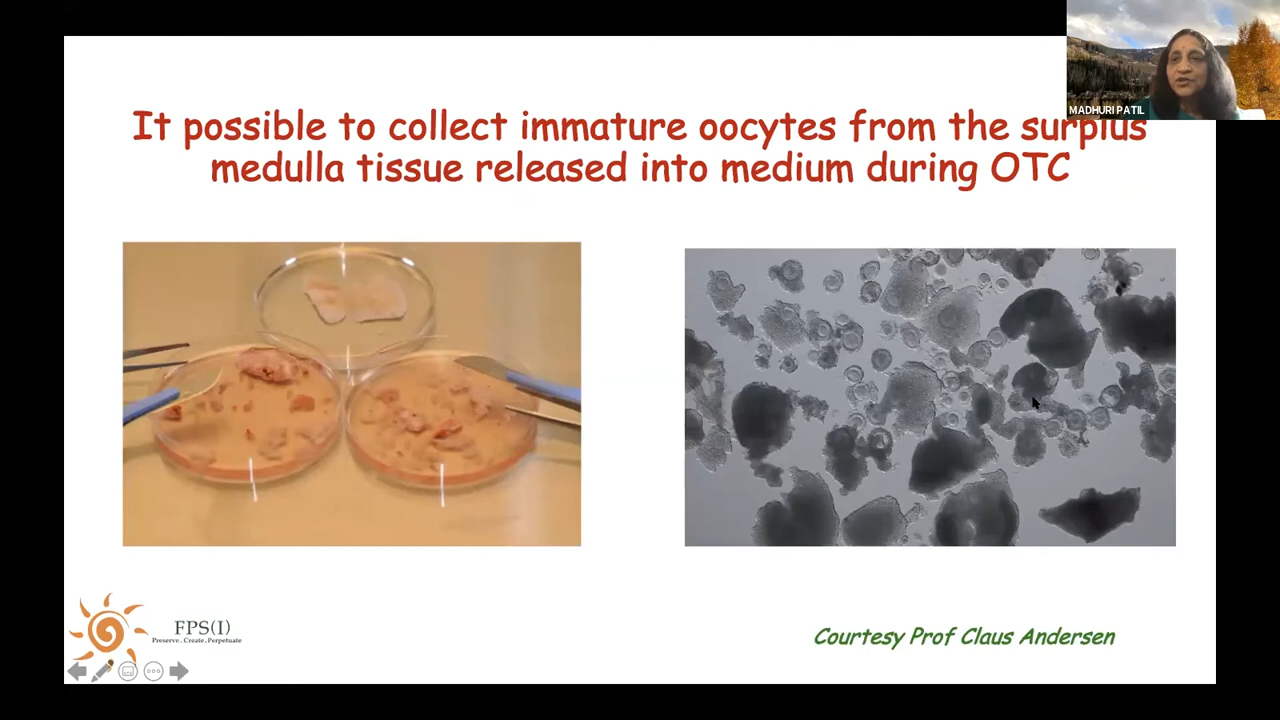 MADHURI PATIL
It possible to collect immature oocytes from the surplus
medulla tissue released into medium during OTC
FPS(I)
Preserve . Create . Perpetuate
Courtesy Prof Claus Andersen